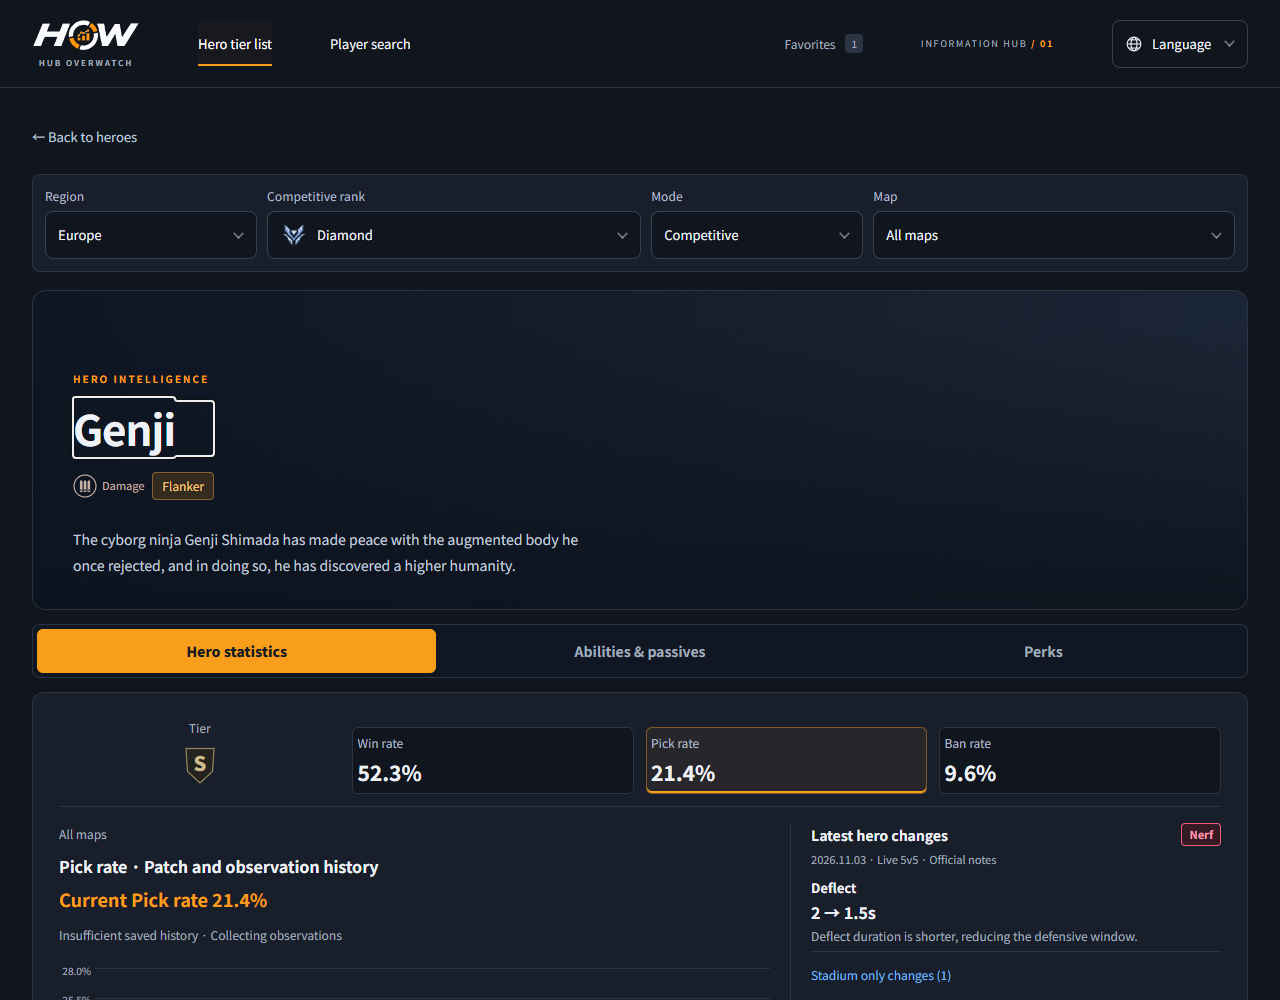 HOW
HUB OVERWATCH
Hero tier list
Player search
Favorites 1
INFORMATION HUB / 01
Language
← Back to heroes
Region
Competitive rank
Mode
Map
Europe
Diamond
Competitive
All maps
HERO INTELLIGENCE
Genji
Damage
Flanker
The cyborg ninja Genji Shimada has made peace with the augmented body he
once rejected, and in doing so, he has discovered a higher humanity.
Hero statistics
Abilities & passives
Perks
Tier
S
Win rate
52.3%
Pick rate
21.4%
Ban rate
9.6%
All maps
Pick rate · Patch and observation history
Current Pick rate 21.4%
Insufficient saved history · Collecting observations
28.0%
25.5%
Latest hero changes
Nerf
2026.11.03 · Live 5v5 · Official notes
Deflect
2 → 1.5s
Deflect duration is shorter, reducing the defensive window.
Stadium only changes (1)